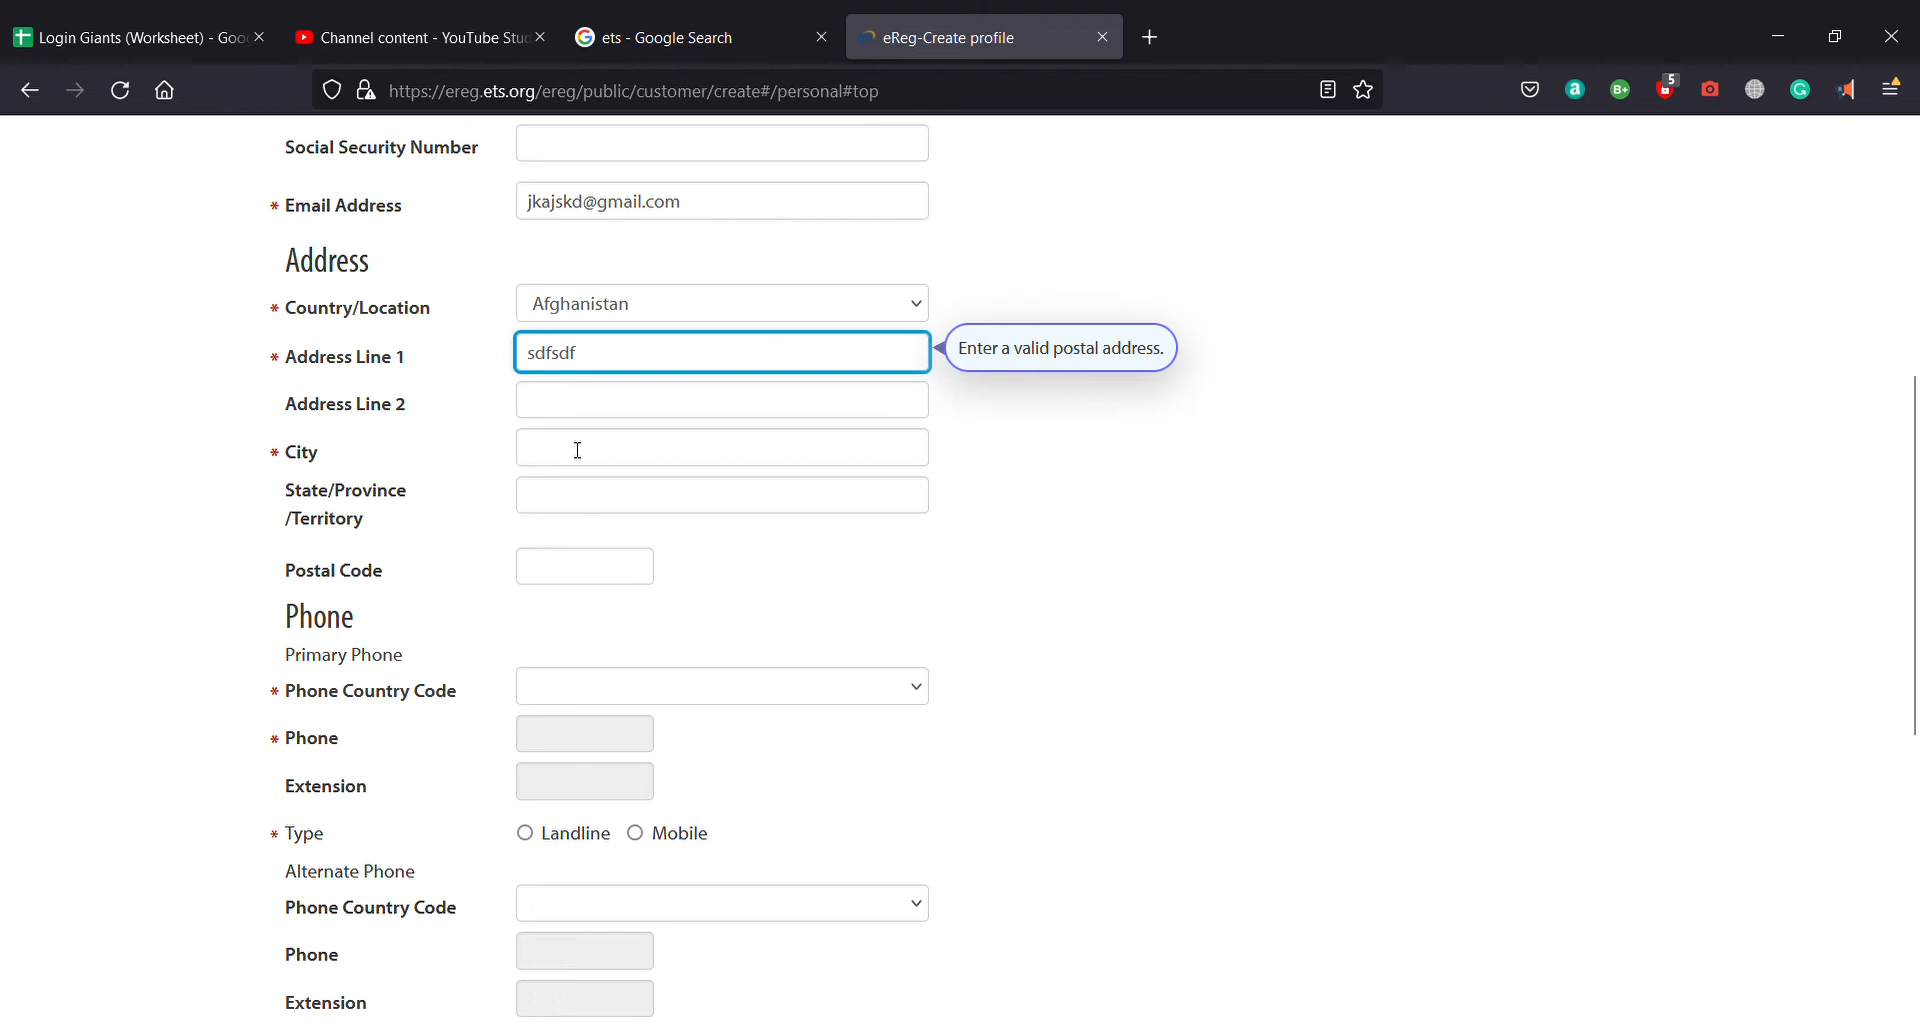 Login Giants (Worksheet) - Goo
Channel content - YouTube Stud
ets - Google Search
eReg-Create profile
https://ereg.ets.org/ereg/public/customer/create#/personal#top
B+
5
Social Security Number
* Email Address
jkajskd@gmail.com
Address
* Country/Location
Afghanistan
* Address Line 1
sdfsdf
Enter a valid postal address.
Address Line 2
* City
State/Province
/Territory
Postal Code
Phone
Primary Phone
* Phone Country Code
* Phone
Extension
* Type
Landline
Mobile
Alternate Phone
Phone Country Code
Phone
Extension